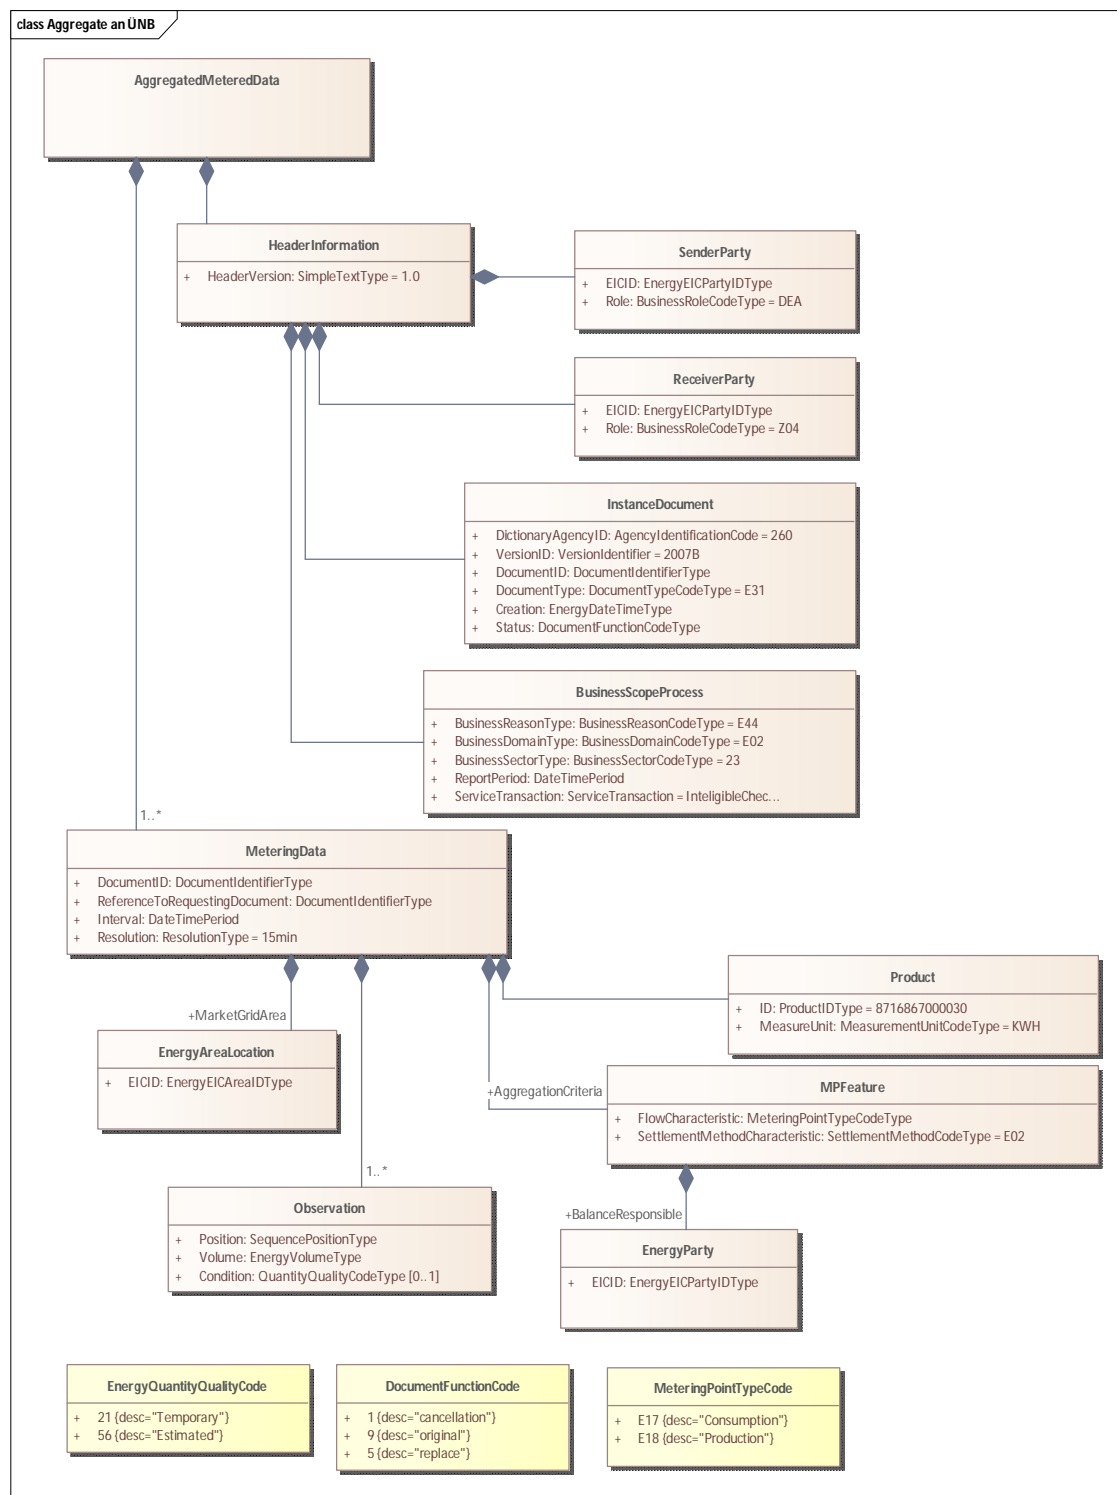 class Aggregate an ÜNB
AggregatedMeteredData
HeaderInformation
+ HeaderVersion: SimpleTextType = 1.0
SenderParty
+ EICID: EnergyEICPartyIDType
+ Role: BusinessRoleCodeType = DEA
ReceiverParty
+ EICID: EnergyEICPartyIDType
+ Role: BusinessRoleCodeType = Z04
InstanceDocument
+ DictionaryAgencyID: AgencyIdentificationCode = 260
+ VersionID: VersionIdentifier = 2007B
+ DocumentID: DocumentIdentifierType
+ DocumentType: DocumentTypeCodeType = E31
+ Creation: EnergyDateTimeType
+ Status: DocumentFunctionCodeType
BusinessScopeProcess
+ BusinessReasonType: BusinessReasonCodeType = E44
+ BusinessDomainType: BusinessDomainCodeType = E02
+ BusinessSectorType: BusinessSectorCodeType = 23
+ ReportPeriod: DateTimePeriod
+ ServiceTransaction: ServiceTransaction = InteligibleChec...
1..*
MeteringData
+ DocumentID: DocumentIdentifierType
+ ReferenceToRequestingDocument: DocumentIdentifierType
+ Interval: DateTimePeriod
+ Resolution: ResolutionType = 15min
Product
+ ID: ProductIDType = 8716867000030
+ MeasureUnit: MeasurementUnitCodeType = KWH
+MarketGridArea
EnergyAreaLocation
+ EICID: EnergyEICAreaIDType
+AggregationCriteria
MPFeature
+ FlowCharacteristic: MeteringPointTypeCodeType
+ SettlementMethodCharacteristic: SettlementMethodCodeType = E02
1..*
Observation
+ Position: SequencePositionType
+ Volume: EnergyVolumeType
+ Condition: QuantityQualityCodeType [0..1]
+BalanceResponsible
EnergyParty
+ EICID: EnergyEICPartyIDType
EnergyQuantityQualityCode
+ 21 {desc="Temporary"}
+ 56 {desc="Estimated"}
DocumentFunctionCode
+ 1 {desc="cancellation"}
+ 9 {desc="original"}
+ 5 {desc="replace"}
MeteringPointTypeCode
+ E17 {desc="Consumption"}
+ E18 {desc="Production"}